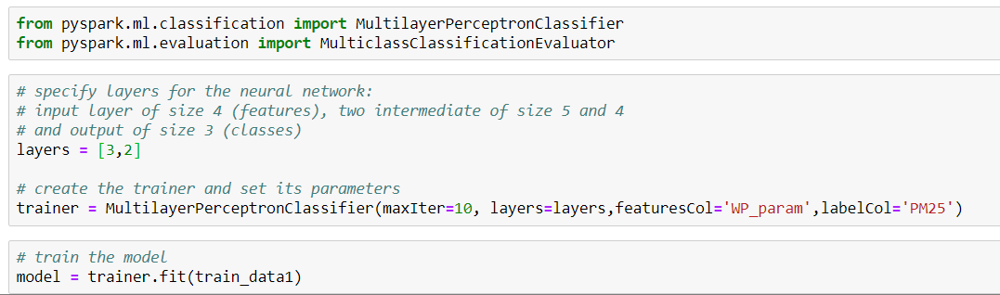 from pyspark.ml.classification import MultilayerPerceptronClassifier
from pyspark.ml.evaluation import MulticlassClassificationEvaluator
# specify layers for the neural network:
# input layer of size 4 (features), two intermediate of size 5 and 4
# and output of size 3 (classes)
layers = [3,2]
# create the trainer and set its parameters
trainer = MultilayerPerceptronClassifier(maxIter=10, layers=layers,featuresCol='WP_param',labelCol='PM25')
# train the model
model = trainer.fit(train_data1)